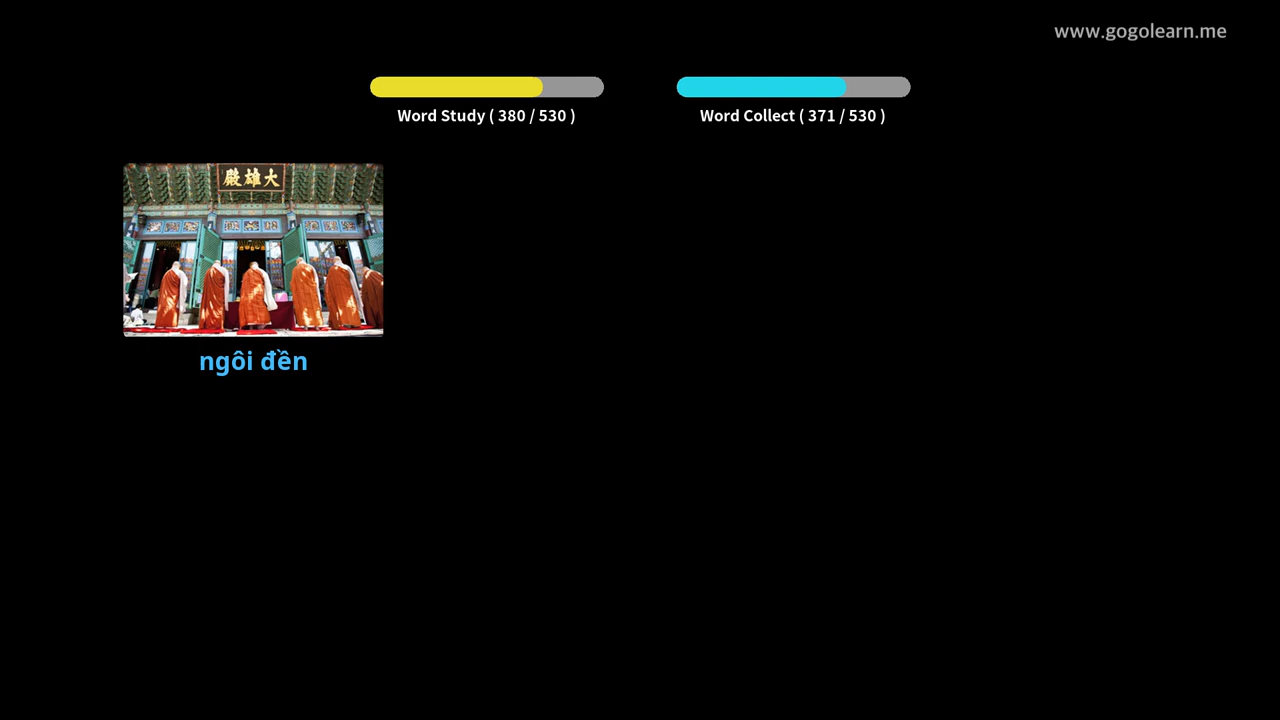 www.gogolearn.me
Word Study ( 380 / 530 )
Word Collect ( 371 / 530 )
殿雄大
ngôi đền